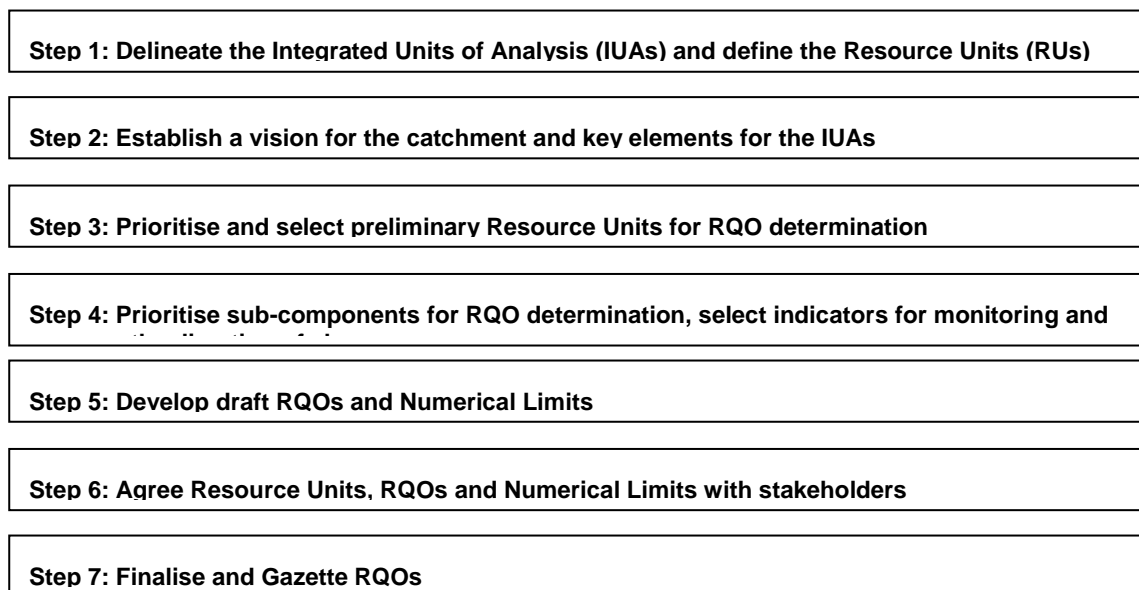 Step 1: Delineate the Integrated Units of Analysis (IUAs) and define the Resource Units (RUs)
Step 2: Establish a vision for the catchment and key elements for the IUAs
Step 3: Prioritise and select preliminary Resource Units for RQO determination
Step 4: Prioritise sub-components for RQO determination, select indicators for monitoring and
Step 5: Develop draft RQOs and Numerical Limits
Step 6: Agree Resource Units, RQOs and Numerical Limits with stakeholders
Step 7: Finalise and Gazette RQOs